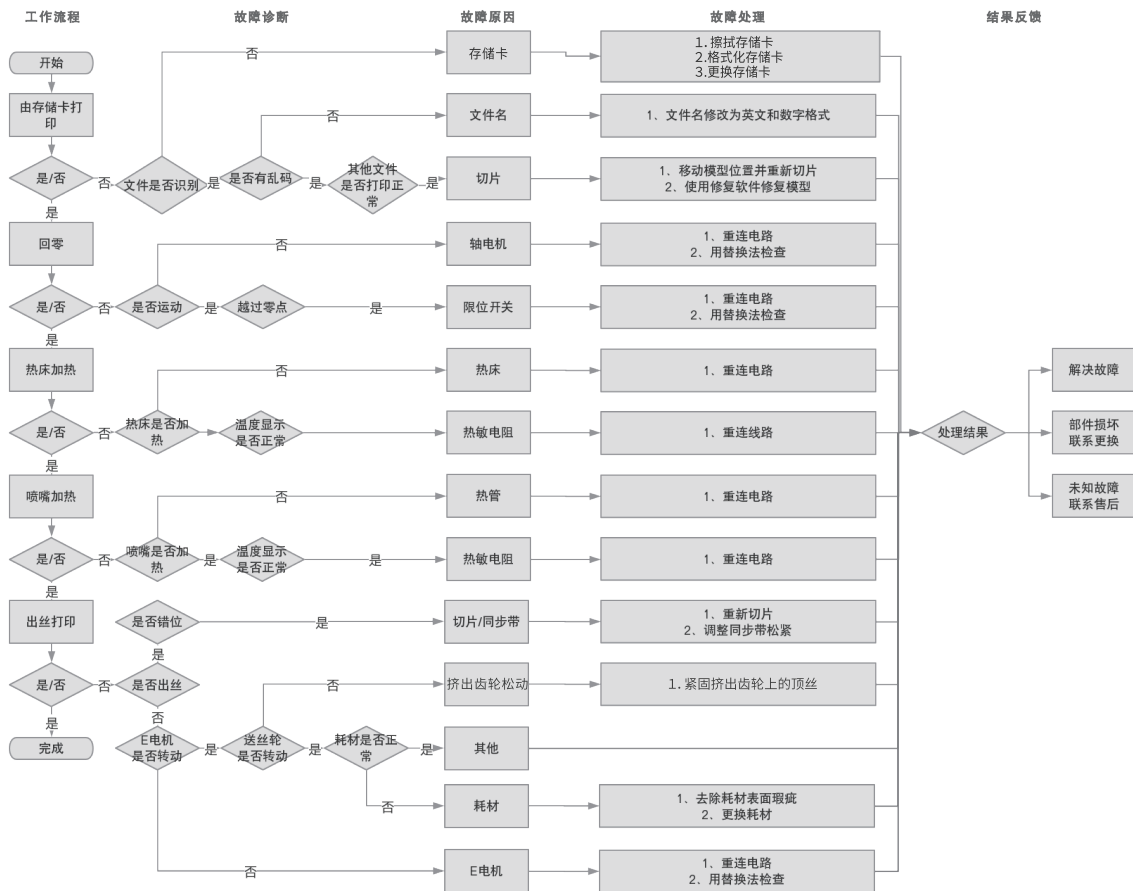 工作流程
故障诊断
故障原因
故障处理
结果反馈
开始
由存储卡打
印
是/否
否
文件是否识别
否
是
是否有乱码
否
是
其他文件
是否打印正
常
是
存储卡
1.擦拭存储卡
2.格式化存储卡
3.更换存储卡
文件名
1、文件名修改为英文和数字格式
切片
1、移动模型位置并重新切片
2、使用修复软件修复模型
是
回零
是/否
否
是否运动
否
是
越过零点
是
轴电机
1、重连电路
2、用替换法检查
限位开关
1、重连电路
2、用替换法检查
是
热床加热
是/否
否
热床是否加
热
否
温度显示
是否正常
热床
1、重连电路
热敏电阻
1、重连线路
是
喷嘴加热
是/否
否
喷嘴是否加
热
否
是
温度显示
是否正常
是
热管
1、重连电路
热敏电阻
1、重连电路
是
出丝打印
是/否
否
是否出丝
是
是否错位
是
切片/同步带
1、重新切片
2、调整同步带松紧
否
E电机
是否转动
是
送丝轮
是否转动
否
挤出齿轮松动
1.紧固挤出齿轮上的顶丝
是
耗材是否正
常
是
其他
否
耗材
1、去除耗材表面瑕疵
2、更换耗材
否
E电机
1、重连电路
2、用替换法检查
是
完成
处理结果
解决故障
部件损坏
联系更换
未知故障
联系售后